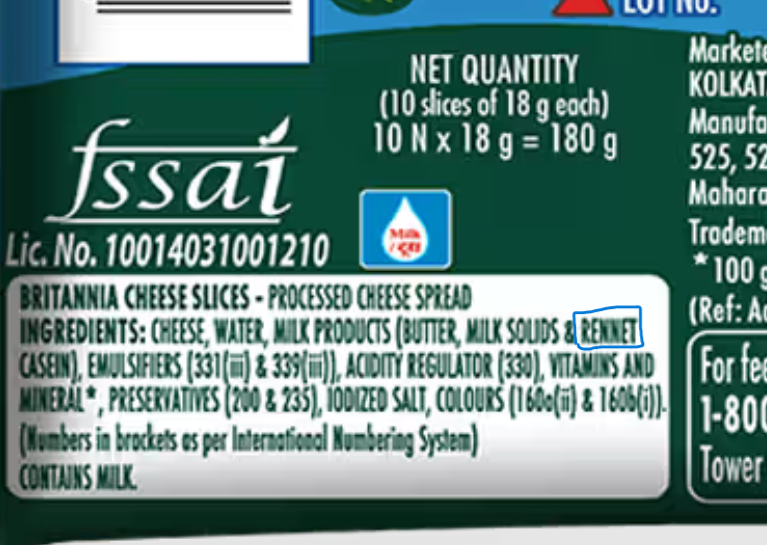 LOT No.
NET QUANTITY
(10 slices of 18 g each)
10 N x 18 g = 180 g
fssai
Lic. No. 10014031001210
Milk
BRITANNIA CHEESE SLICES - PROCESSED CHEESE SPREAD
INGREDIENTS: CHEESE, WATER, MILK PRODUCTS (BUTTER, MILK SOLIDS & RENNET
CASEIN), EMULSIFIERS (331(iii) & 339(iii)), ACIDITY REGULATOR (330), VITAMINS AND
MINERAL*, PRESERVATIVES (200 & 235), IODIZED SALT, COLOURS (160a(ii) & 160b(i)).
(Numbers in brackets as per International Numbering System)
CONTAINS MILK.
Markete
KOLKAT
Manufa
525, 52
Mahara
Tradem
*100 g
(Ref: Ad
For fee
1-800
Tower